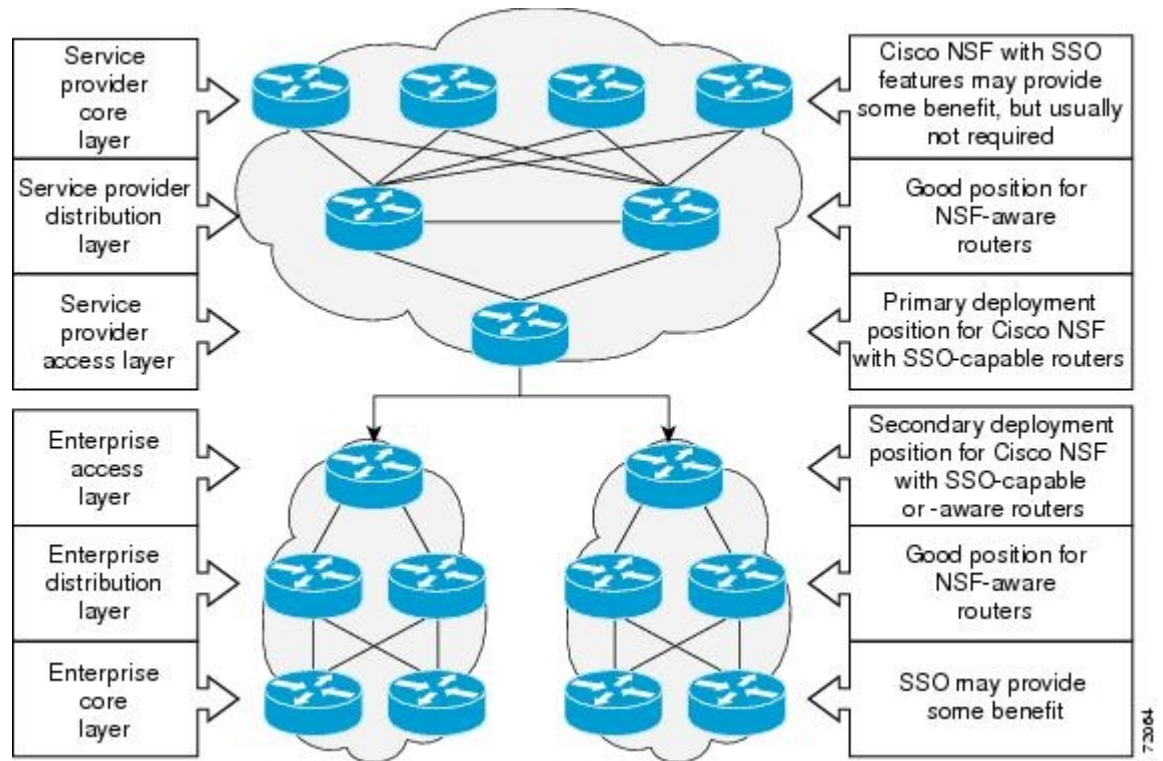 Service
provider
core
layer
Cisco NSF with SSO
features may provide
some benefit, but usually
not required
Service provider
distribution
layer
Good position for
NSF-aware
routers
Service
provider
access layer
Primary deployment
position for Cisco NSF
with SSO-capable routers
Enterprise
access
layer
Secondary deployment
position for Cisco NSF
with SSO-capable
or -aware routers
Enterprise
distribution
layer
Good position for
NSF-aware
routers
Enterprise
core
layer
SSO may provide
some benefit
72064